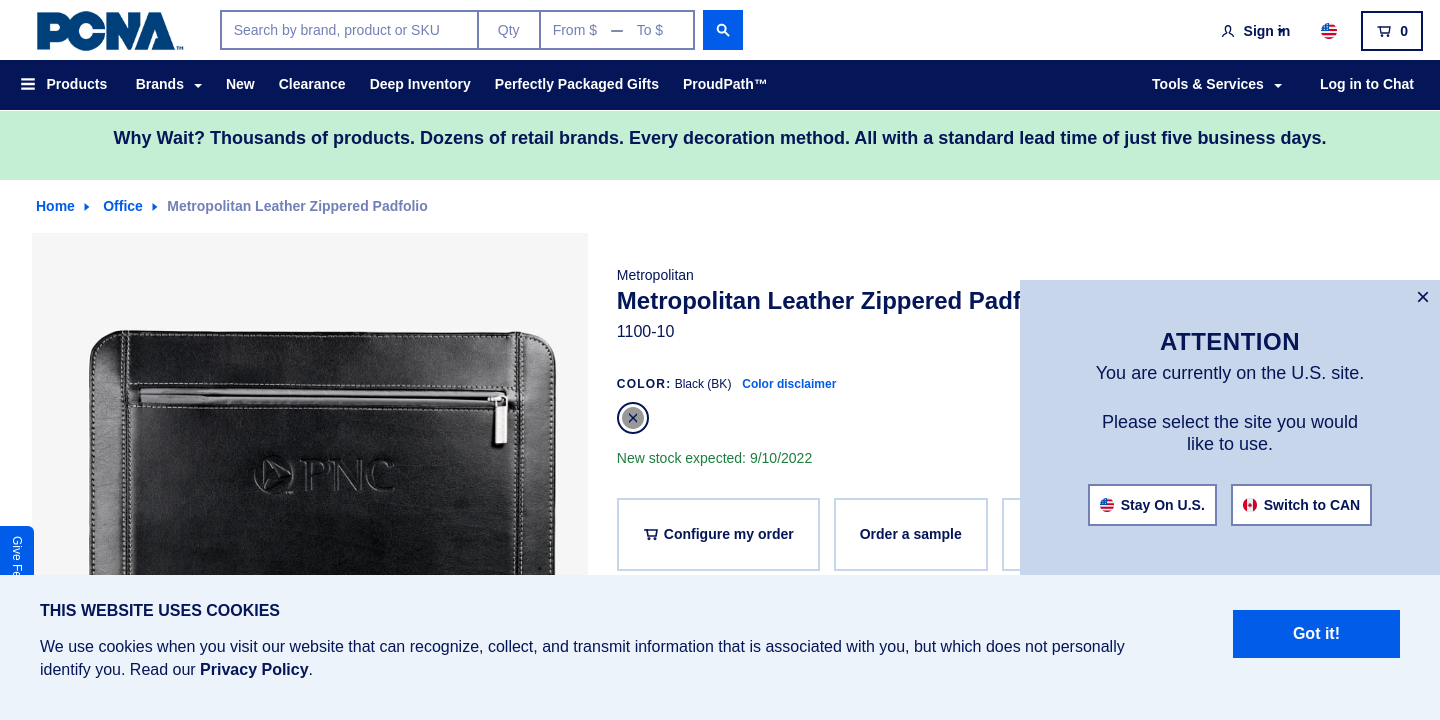 PCNA™
Search by brand, product or SKU
Qty
From $ — To $
Sign in
0
Products
Brands
New
Clearance
Deep Inventory
Perfectly Packaged Gifts
ProudPath™
Tools & Services
Log in to Chat
Why Wait? Thousands of products. Dozens of retail brands. Every decoration method. All with a standard lead time of just five business days.
Home
Office
Metropolitan Leather Zippered Padfolio
PNC
Metropolitan
Metropolitan Leather Zippered Padf
1100-10
COLOR: Black (BK) Color disclaimer
New stock expected: 9/10/2022
Configure my order
Order a sample
ATTENTION
You are currently on the U.S. site.
Please select the site you would
like to use.
Stay On U.S.
Switch to CAN
Give Fe
THIS WEBSITE USES COOKIES
We use cookies when you visit our website that can recognize, collect, and transmit information that is associated with you, but which does not personally
identify you. Read our Privacy Policy.
Got it!